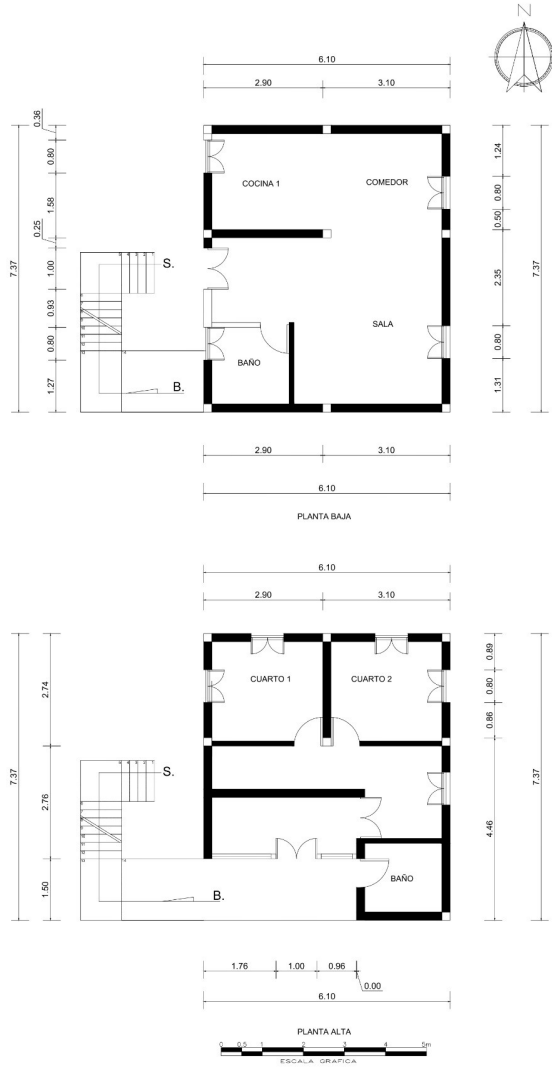 N
6.10
2.90
3.10
0.36
0.80
1.58
0.25
1.00
0.93
0.80
1.27
7.37
1.24
0.80
0.50
2.35
0.80
1.31
7.37
COCINA 1
COMEDOR
S.
SALA
BAÑO
B.
2.90
3.10
6.10
PLANTA BAJA
6.10
2.90
3.10
2.74
2.76
1.50
7.37
0.89
0.80
0.86
4.46
7.37
CUARTO 1
CUARTO 2
S.
BAÑO
B.
1.76
1.00
0.96
0.00
6.10
PLANTA ALTA
0 0.5 1 2 3 4 5m
ESCALA GRAFICA